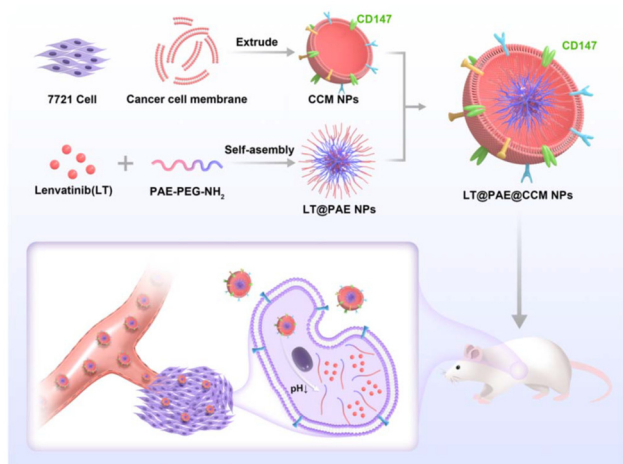 CD147
Extrude
7721 Cell
Cancer cell membrane
CCM NPs
CD147
Self-asembly
Lenvatinib(LT)
PAE-PEG-NH₂
LT@PAE NPs
LT@PAE@CCM NPs
pH↓